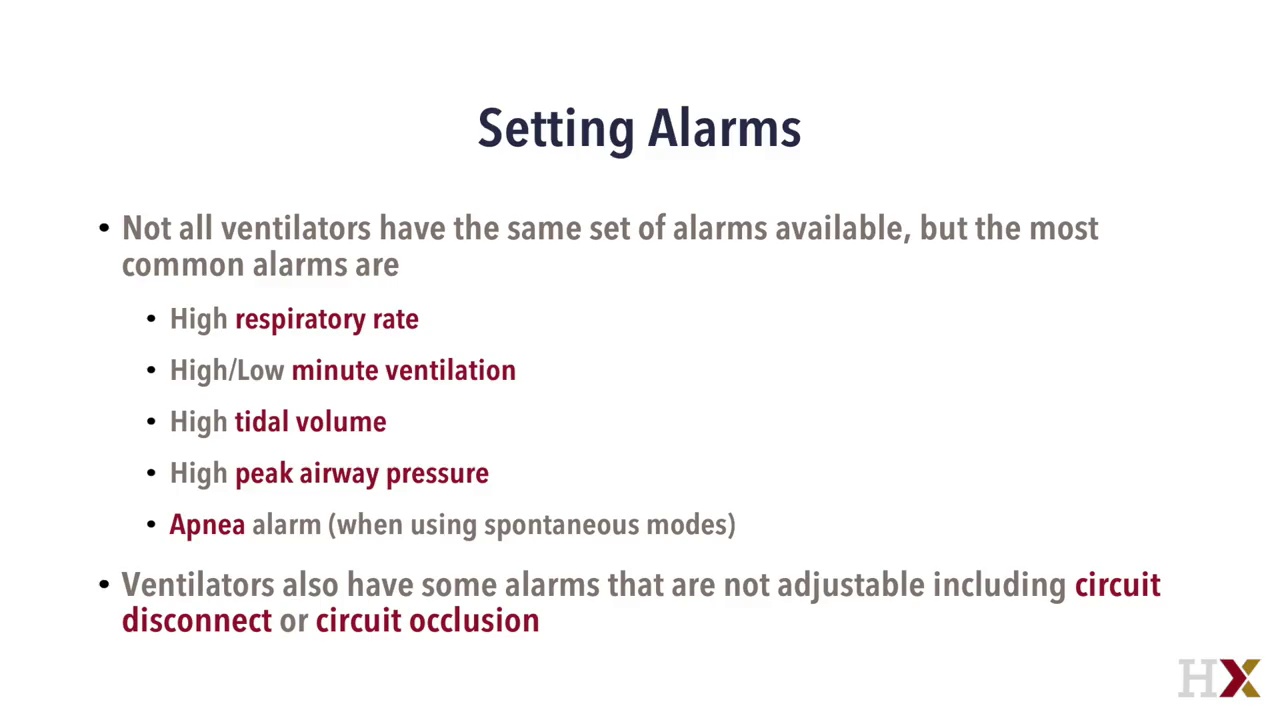 Setting Alarms
• Not all ventilators have the same set of alarms available, but the most
common alarms are
• High respiratory rate
• High/Low minute ventilation
• High tidal volume
• High peak airway pressure
• Apnea alarm (when using spontaneous modes)
• Ventilators also have some alarms that are not adjustable including circuit
disconnect or circuit occlusion
HX